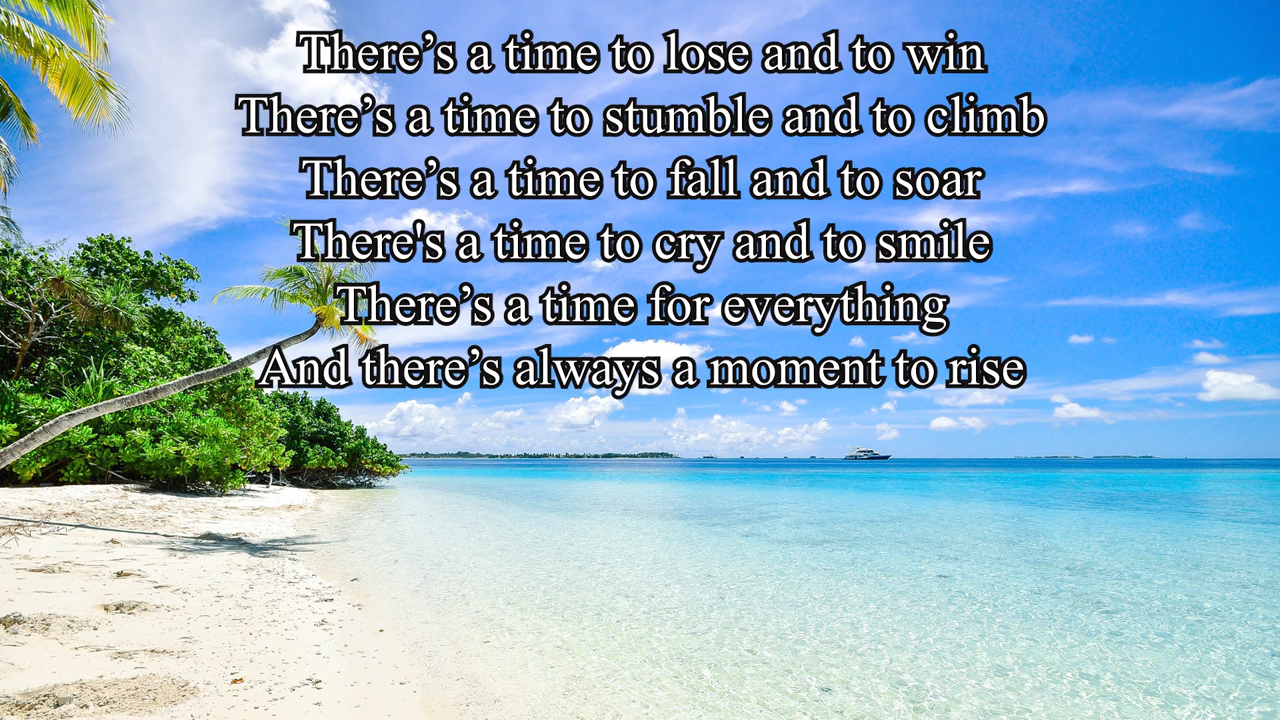 There’s a time to lose and to win
There’s a time to stumble and to climb
There’s a time to fall and to soar
There's a time to cry and to smile
There’s a time for everything
And there’s always a moment to rise